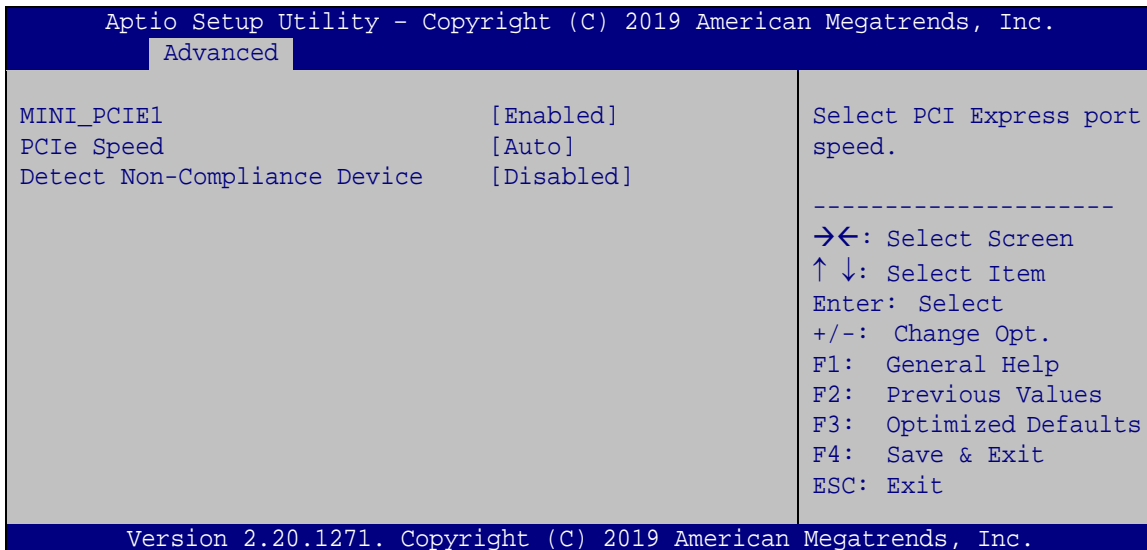 Aptio Setup Utility – Copyright (C) 2019 American Megatrends, Inc.
Advanced
MINI_PCIE1 [Enabled]
PCIe Speed [Auto]
Detect Non-Compliance Device [Disabled]
Select PCI Express port
speed.
---------------------
→←: Select Screen
↑ ↓: Select Item
Enter: Select
+/-: Change Opt.
F1: General Help
F2: Previous Values
F3: Optimized Defaults
F4: Save & Exit
ESC: Exit
Version 2.20.1271. Copyright (C) 2019 American Megatrends, Inc.